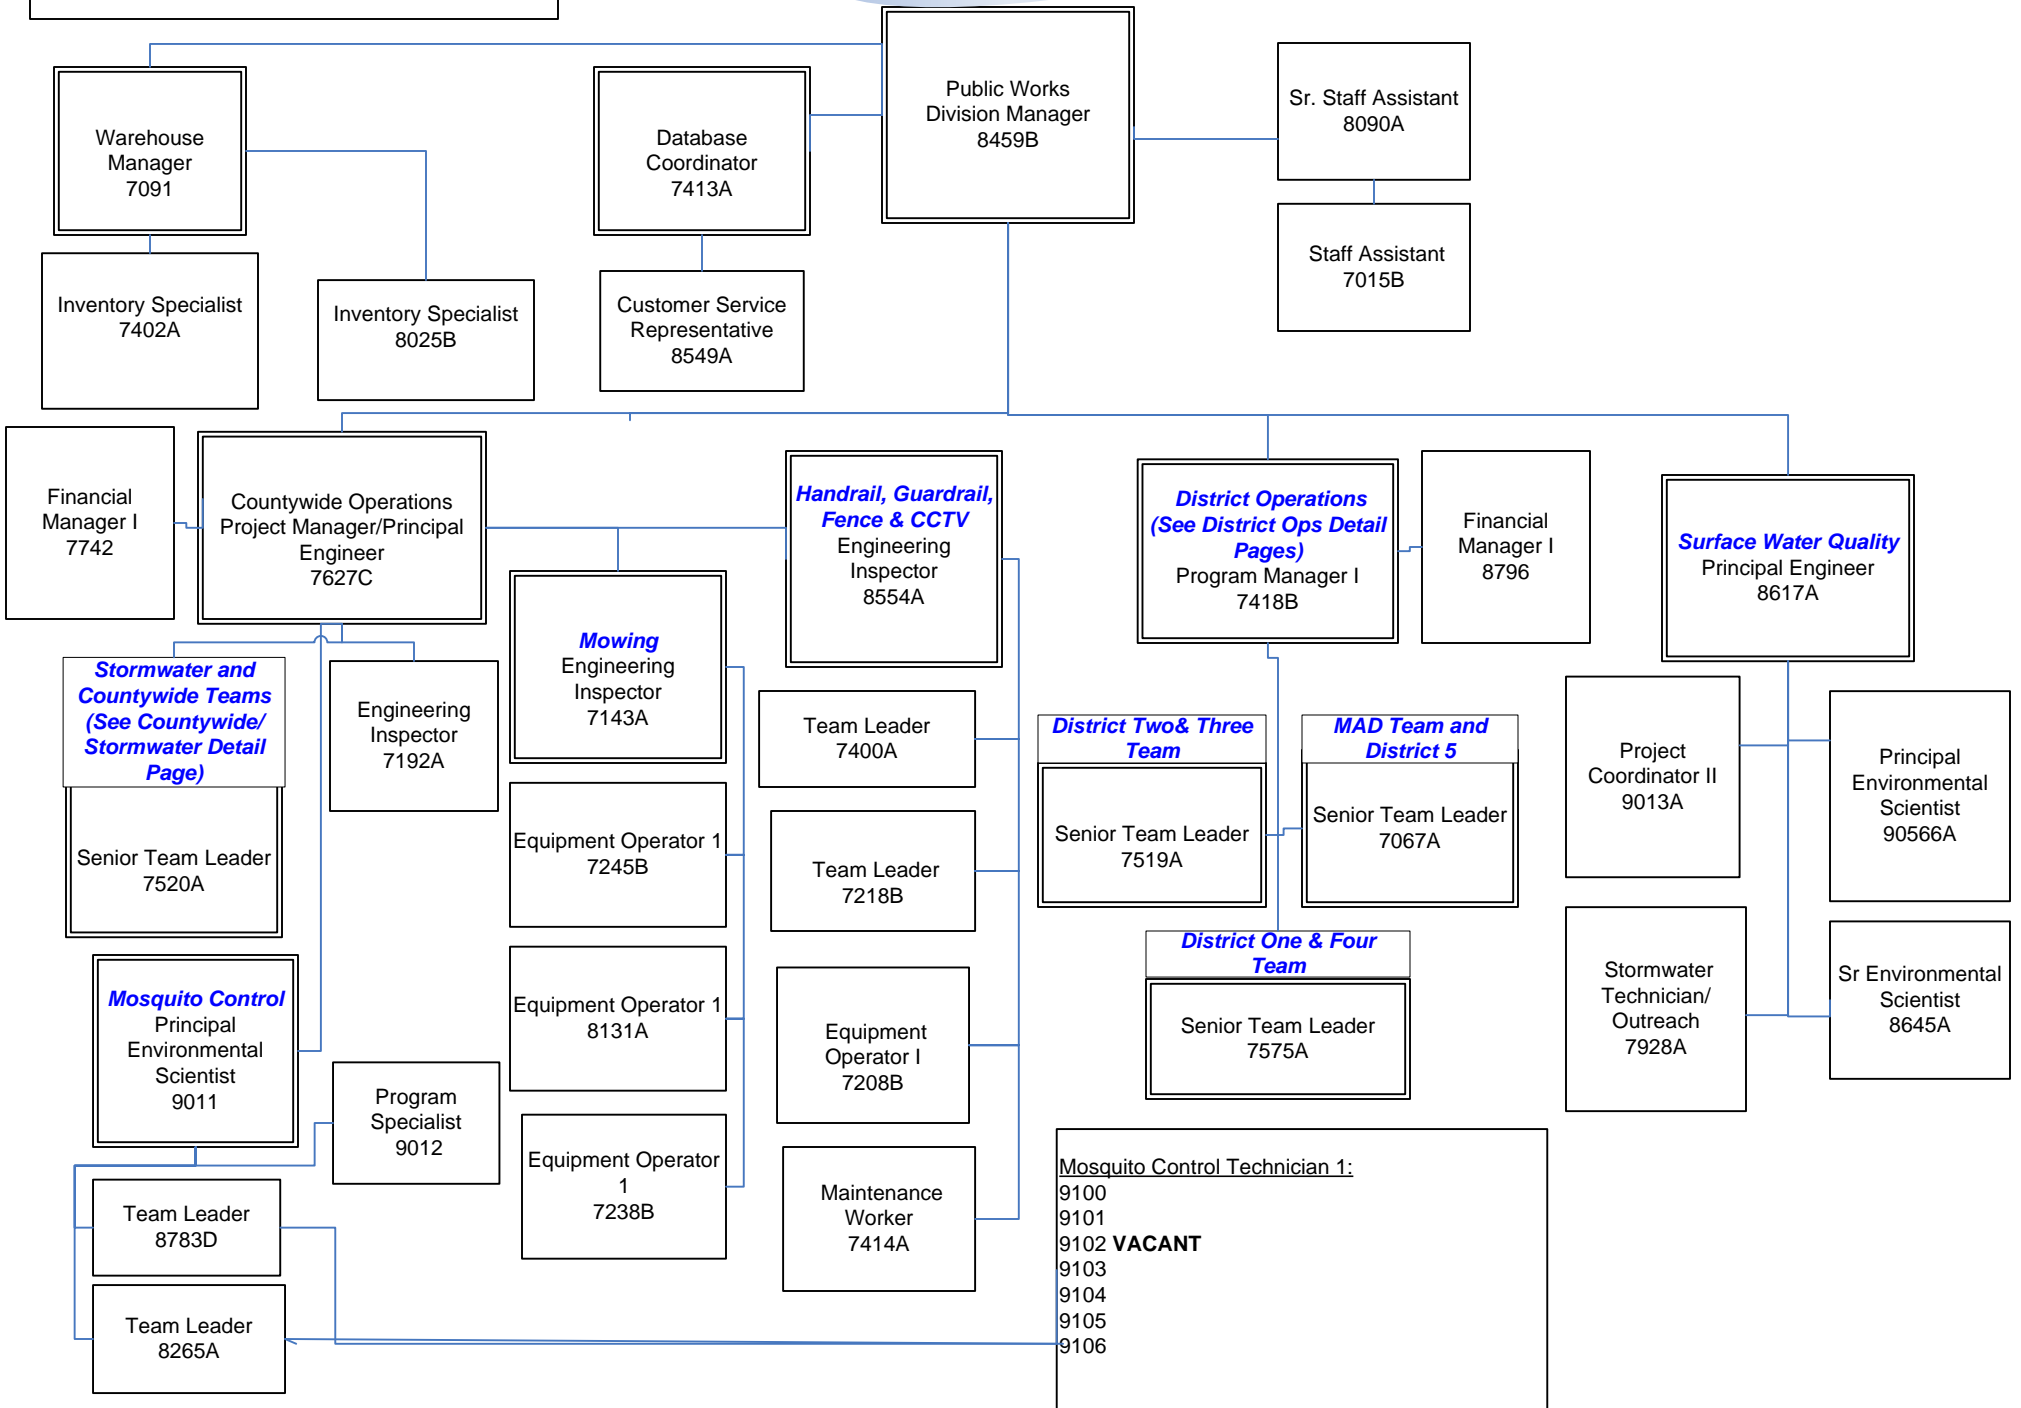 Public Works
Division Manager
8459B
Sr. Staff Assistant
8090A
Warehouse
Manager
7091
Database
Coordinator
7413A
Staff Assistant
7015B
Inventory Specialist
7402A
Inventory Specialist
8025B
Customer Service
Representative
8549A
Financial
Manager I
7742
Countywide Operations
Project Manager/Principal
Engineer
7627C
Handrail, Guardrail,
Fence & CCTV
Engineering
Inspector
8554A
District Operations
(See District Ops Detail
Pages)
Program Manager I
7418B
Financial
Manager I
8796
Surface Water Quality
Principal Engineer
8617A
Stormwater and
Countywide Teams
(See Countywide/
Stormwater Detail
Page)
Senior Team Leader
7520A
Engineering
Inspector
7192A
Mowing
Engineering
Inspector
7143A
Team Leader
7400A
District Two& Three
Team
Senior Team Leader
7519A
MAD Team and
District 5
Senior Team Leader
7067A
Project
Coordinator II
9013A
Principal
Environmental
Scientist
90566A
Equipment Operator 1
7245B
Team Leader
7218B
District One & Four
Team
Senior Team Leader
7575A
Stormwater
Technician/
Outreach
7928A
Sr Environmental
Scientist
8645A
Mosquito Control
Principal
Environmental
Scientist
9011
Equipment Operator 1
8131A
Equipment
Operator I
7208B
Program
Specialist
9012
Equipment Operator
1
7238B
Maintenance
Worker
7414A
Team Leader
8783D
Team Leader
8265A
Mosquito Control Technician 1:
9100
9101
9102 VACANT
9103
9104
9105
9106